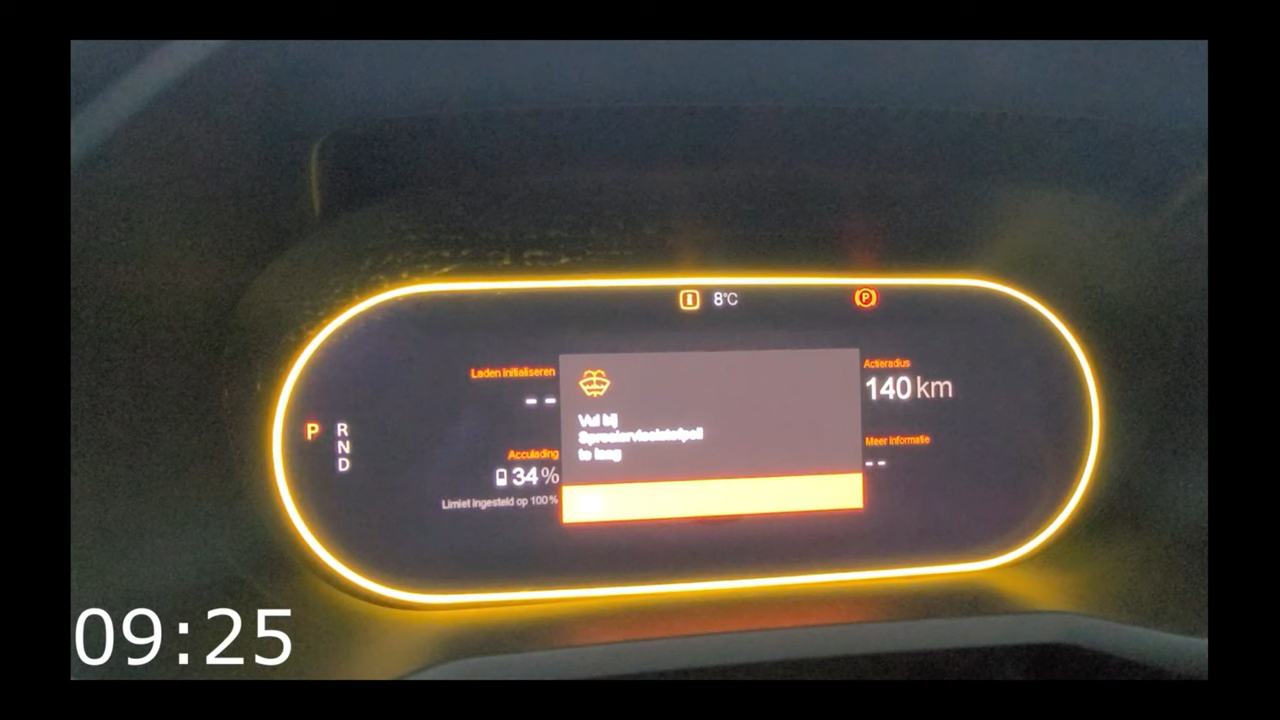 8°C
Laden initialiseren
--
P
R
N
D
Acculading
34%
Limiet ingesteld op 100%
Vul bij
Sproeiervloeistofpeil
te laag
Actieradius
140 km
Meer informatie
--
09:25